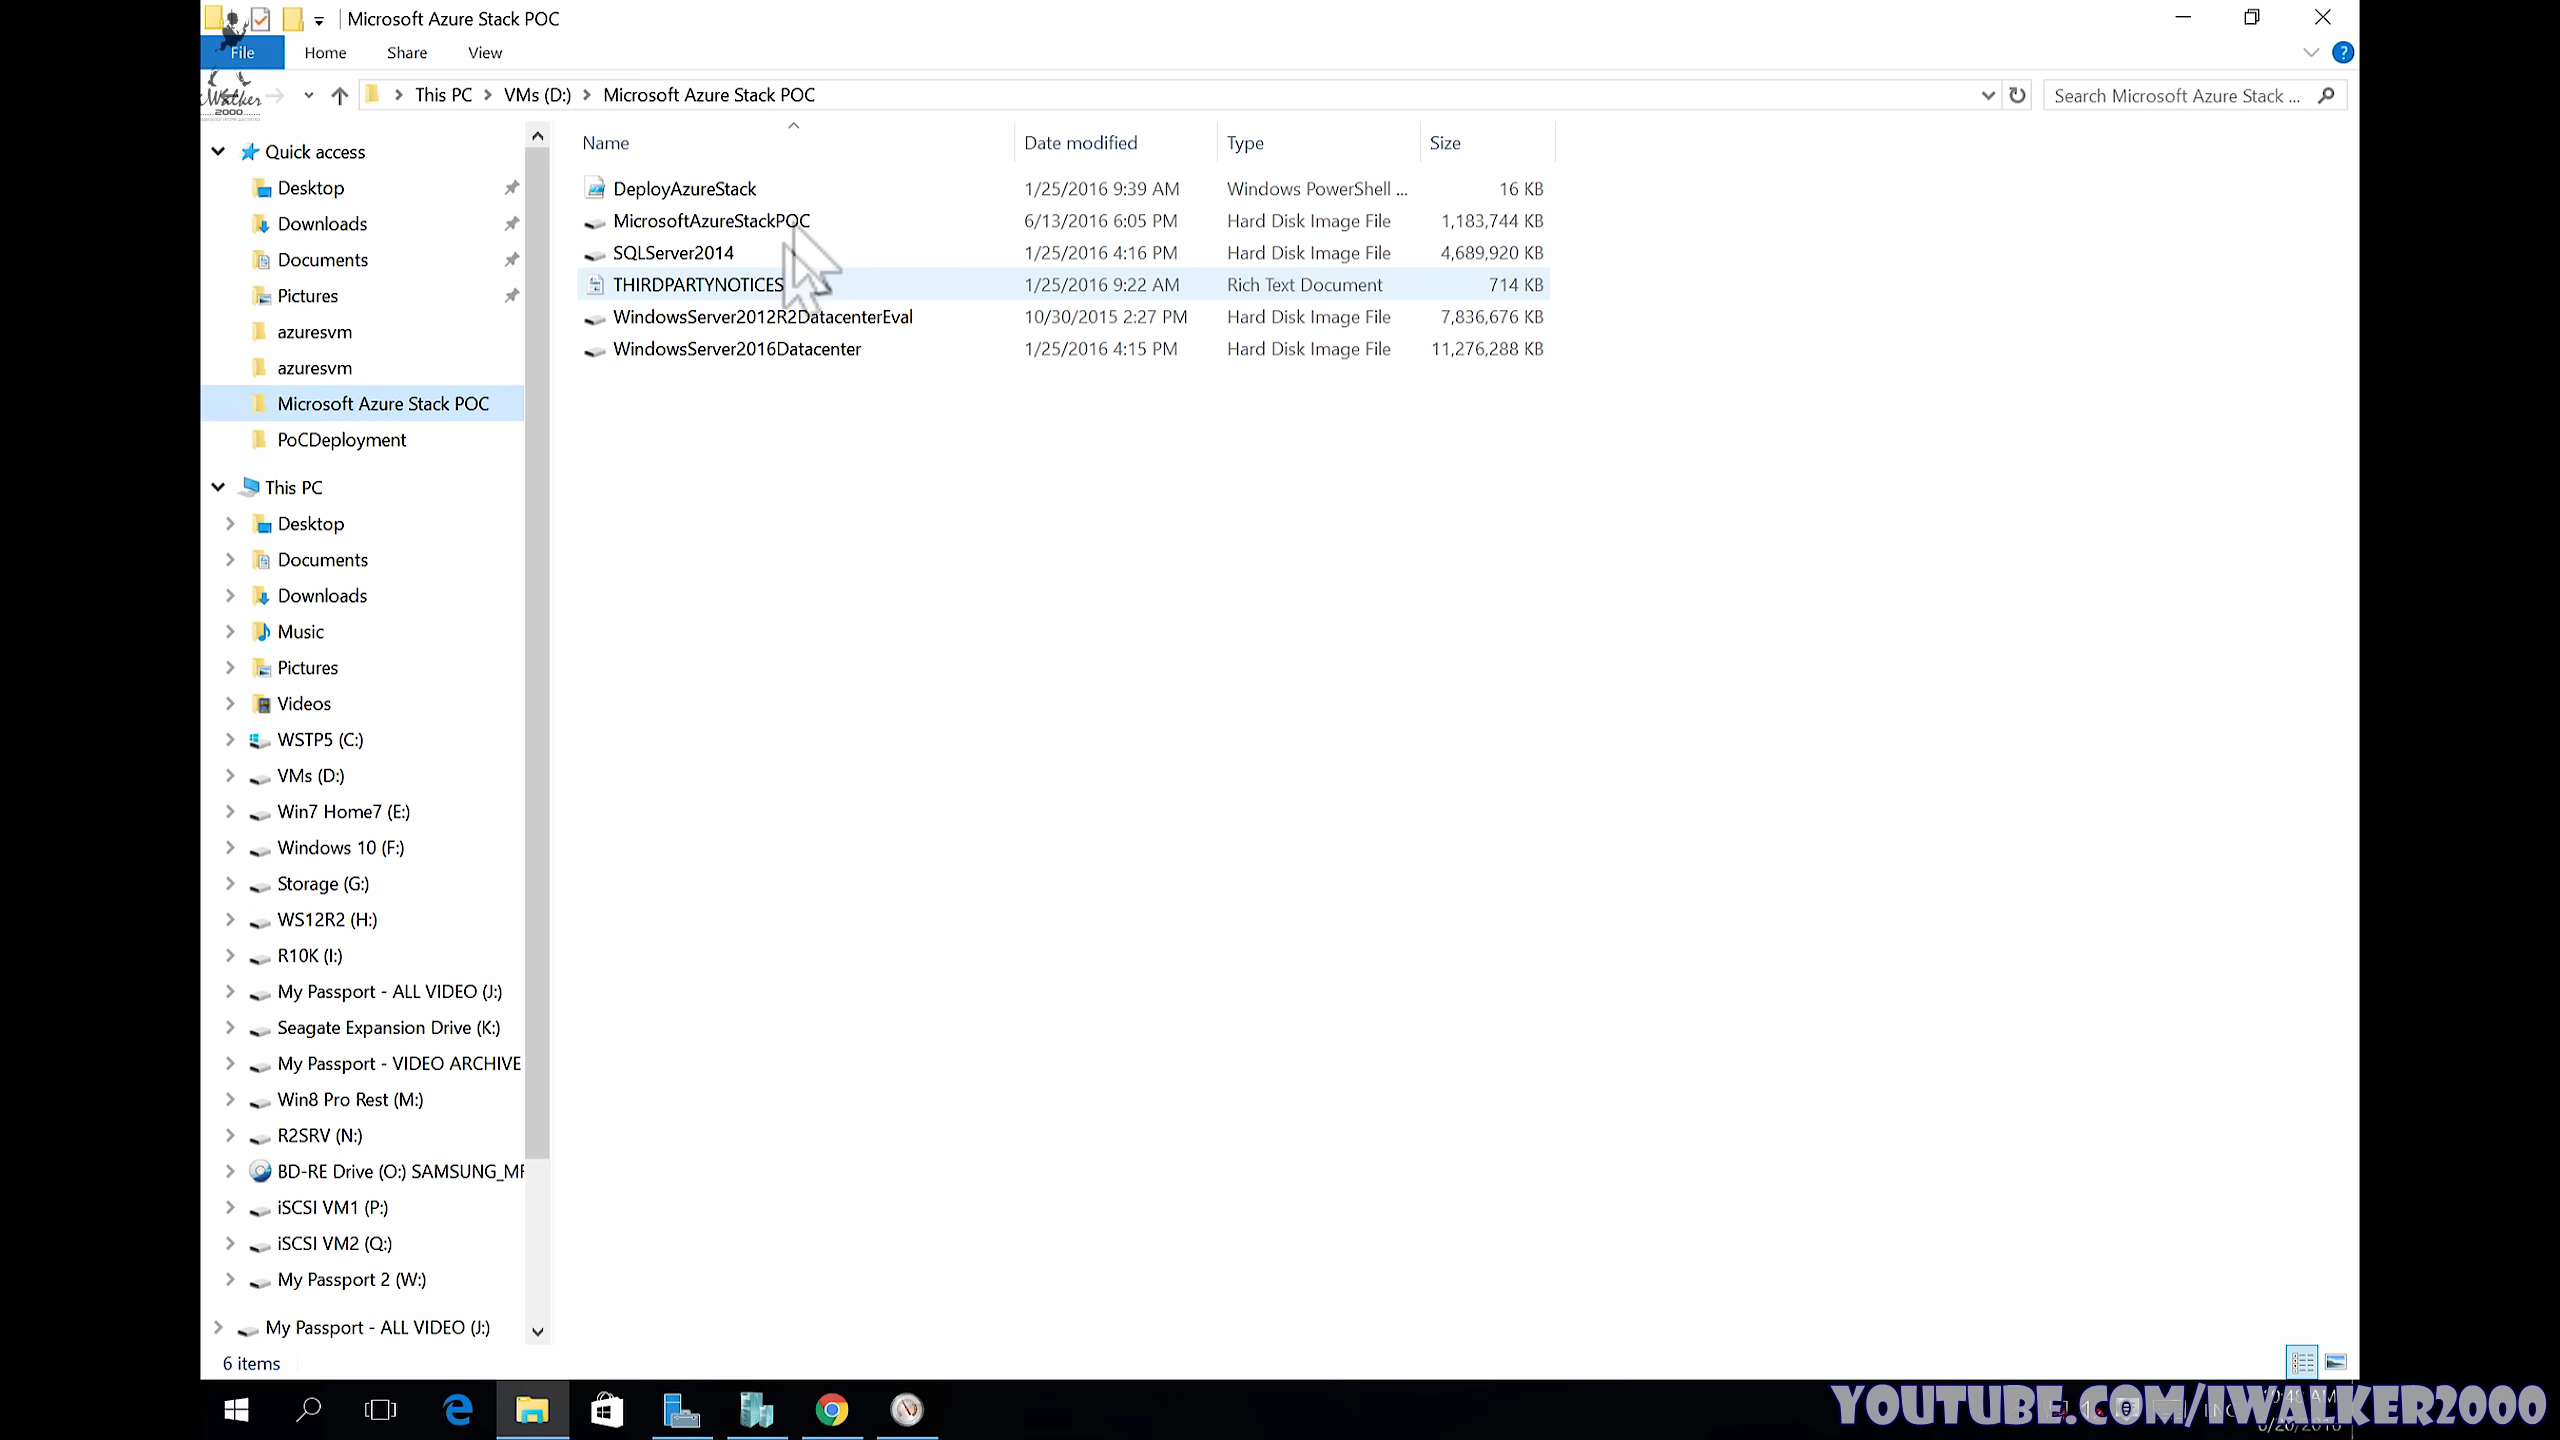 Microsoft Azure Stack POC
File Home Share View
iWalker
2000
This PC VMs (D:) Microsoft Azure Stack POC
Search Microsoft Azure Stack ...
Name Date modified Type Size
DeployAzureStack 1/25/2016 9:39 AM Windows PowerShell ... 16 KB
MicrosoftAzureStackPOC 6/13/2016 6:05 PM Hard Disk Image File 1,183,744 KB
SQLServer2014 1/25/2016 4:16 PM Hard Disk Image File 4,689,920 KB
THIRDPARTYNOTICES 1/25/2016 9:22 AM Rich Text Document 714 KB
WindowsServer2012R2DatacenterEval 10/30/2015 2:27 PM Hard Disk Image File 7,836,676 KB
WindowsServer2016Datacenter 1/25/2016 4:15 PM Hard Disk Image File 11,276,288 KB
Quick access
Desktop
Downloads
Documents
Pictures
azuresvm
azuresvm
Microsoft Azure Stack POC
PoCDeployment
This PC
Desktop
Documents
Downloads
Music
Pictures
Videos
WSTP5 (C:)
VMs (D:)
Win7 Home7 (E:)
Windows 10 (F:)
Storage (G:)
WS12R2 (H:)
R10K (I:)
My Passport - ALL VIDEO (J:)
Seagate Expansion Drive (K:)
My Passport - VIDEO ARCHIVE
Win8 Pro Rest (M:)
R2SRV (N:)
BD-RE Drive (O:) SAMSUNG_MF
iSCSI VM1 (P:)
iSCSI VM2 (Q:)
My Passport 2 (W:)
My Passport - ALL VIDEO (J:)
6 items
YOUTUBE.COM/IWALKER2000